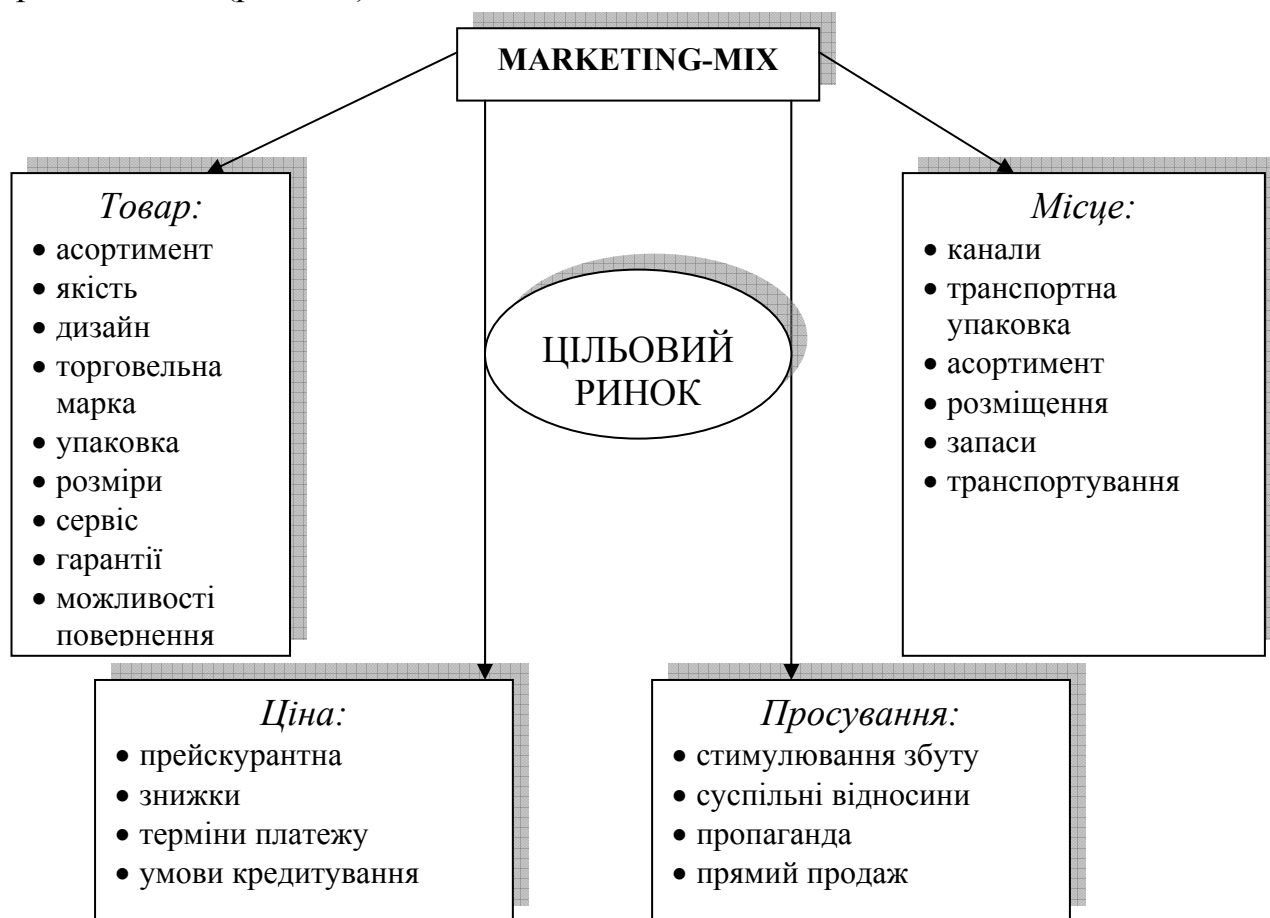 MARKETING-MIX
Товар:
• асортимент
• якість
• дизайн
• торговельна
марка
• упаковка
• розміри
• сервіс
• гарантії
• можливості
повернення
ЦІЛЬОВИЙ
РИНОК
Місце:
• канали
• транспортна
упаковка
• асортимент
• розміщення
• запаси
• транспортування
Ціна:
• прейскурантна
• знижки
• терміни платежу
• умови кредитування
Просування:
• стимулювання збуту
• суспільні відносини
• пропаганда
• прямий продаж